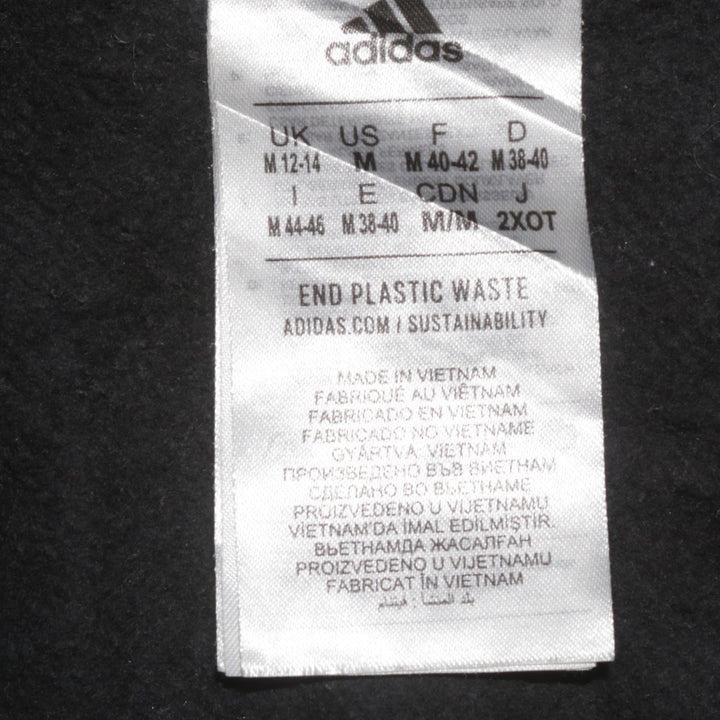 adidas
UK US F D
M 12-14 M M 40-42 M 38-40
I E CDN J
M 44-46 M 38-40 M/M 2XOT
END PLASTIC WASTE
ADIDAS.COM / SUSTAINABILITY
MADE IN VIETNAM
FABRIQUÉ AU VIÊTNAM
FABRICADO EN VIETNAM
FABRICADO NO VIETNAME
GYÁRTVA: VIETNAM
ПРОИЗВЕДЕНО ВЪВ ВИЕТНАМ
СДЕЛАНО ВО ВЬЕТНАМЕ
PROIZVEDENO U VIJETNAMU
VİETNAM'DA İMAL EDİLMİŞTİR.
ВЬЕТНАМДА ЖАСАЛҒАН
PROIZVEDENO U VIJETNAMU
FABRICAT ÎN VIETNAM
بلد المنشأ : فيتنام